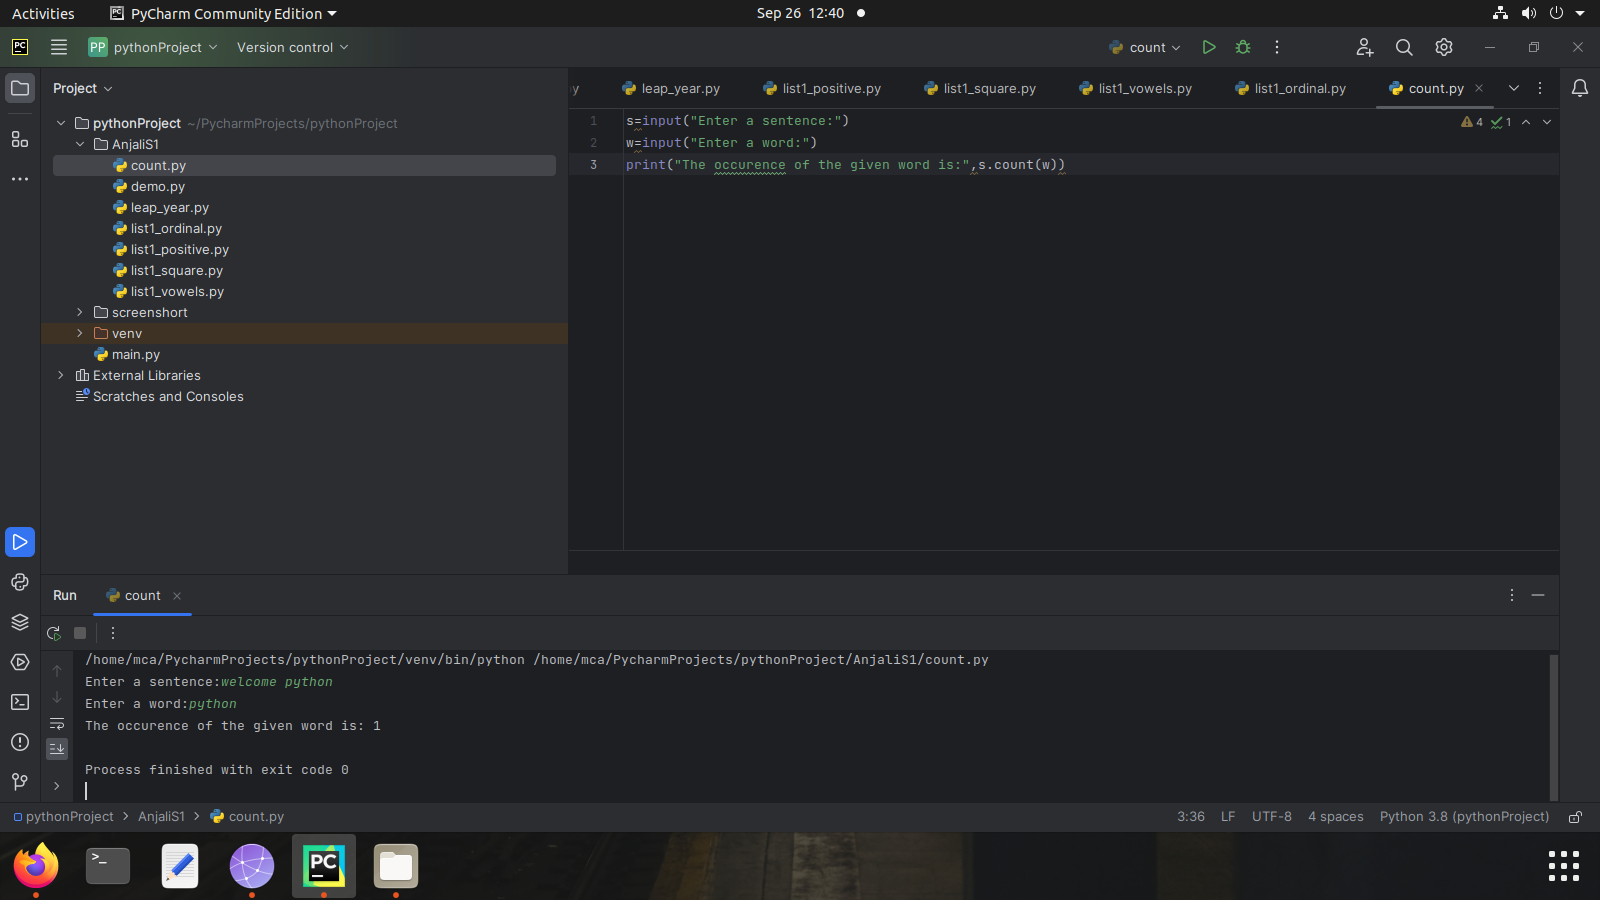 Activities
PyCharm Community Edition
Sep 26 12:40
PC
PP pythonProject
Version control
count
Project
y
leap_year.py
list1_positive.py
list1_square.py
list1_vowels.py
list1_ordinal.py
count.py
pythonProject ~/PycharmProjects/pythonProject
AnjaliS1
count.py
demo.py
leap_year.py
list1_ordinal.py
list1_positive.py
list1_square.py
list1_vowels.py
screenshort
venv
main.py
External Libraries
Scratches and Consoles
1 s=input("Enter a sentence:")
2 w=input("Enter a word:")
3 print("The occurence of the given word is:",s.count(w))
4 1
Run
count
/home/mca/PycharmProjects/pythonProject/venv/bin/python /home/mca/PycharmProjects/pythonProject/AnjaliS1/count.py
Enter a sentence:welcome python
Enter a word:python
The occurence of the given word is: 1
Process finished with exit code 0
pythonProject > AnjaliS1 > count.py
3:36 LF UTF-8 4 spaces Python 3.8 (pythonProject)
>_
PC